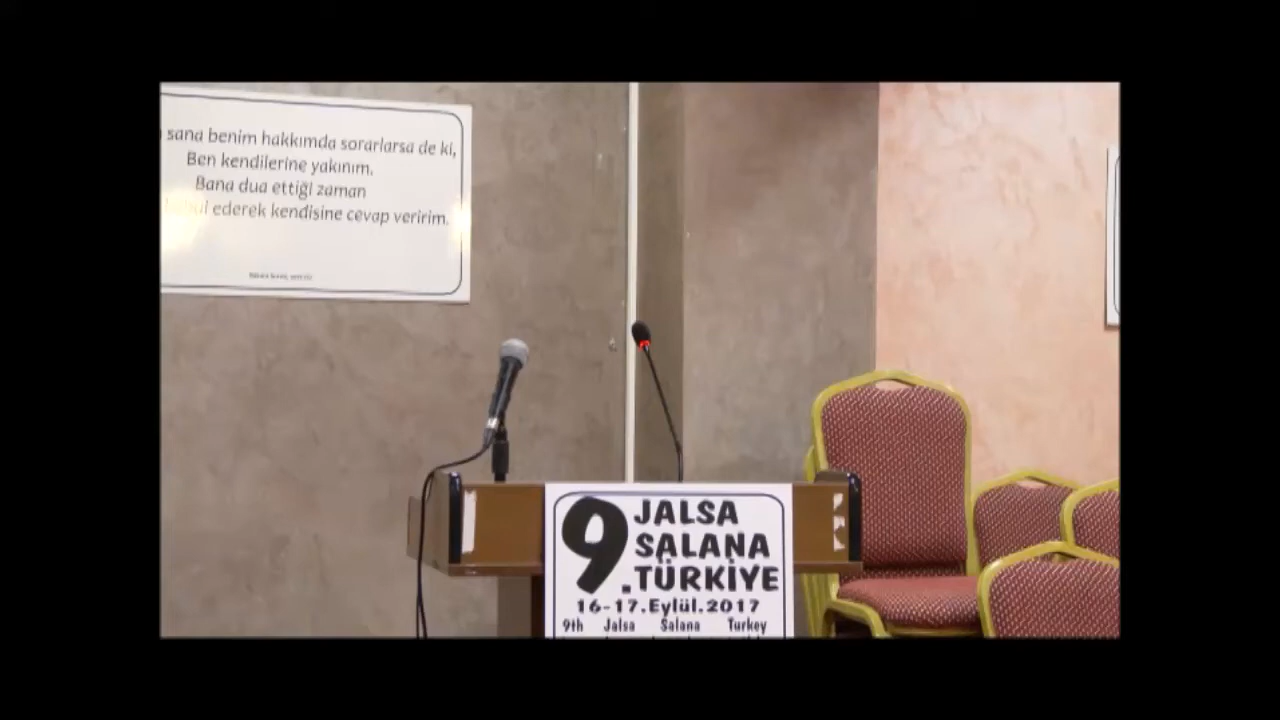 sana benim hakkımda sorarlarsa de ki,
Ben kendilerine yakınım.
Bana dua ettiği zaman
ederek kendisine cevap veririm.
9. JALSA
SALANA
TÜRKİYE
16-17.Eylül.2017
9th Jalsa Salana Turkey